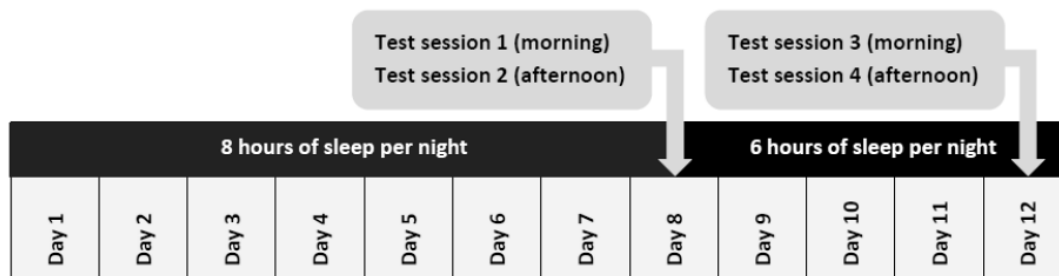 Test session 1 (morning)
Test session 2 (afternoon)
Test session 3 (morning)
Test session 4 (afternoon)
8 hours of sleep per night
6 hours of sleep per night
Day 1
Day 2
Day 3
Day 4
Day 5
Day 6
Day 7
Day 8
Day 9
Day 10
Day 11
Day 12